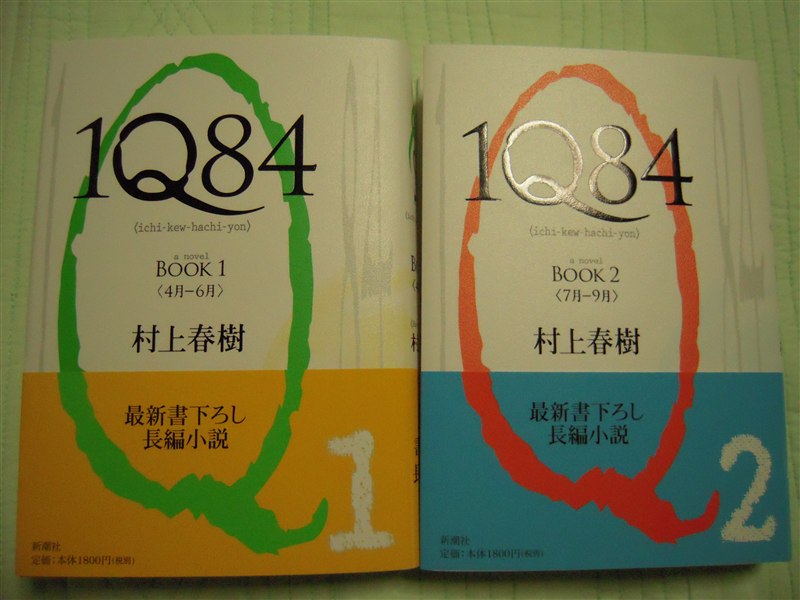 1Q84
〈ichi-kew-hachi-yon〉
a novel
BOOK 1
〈4月-6月〉
村上春樹
最新書下ろし
長編小説
1
新潮社
定価：本体1800円(税別)
1Q84
〈ichi-kew-hachi-yon〉
a novel
BOOK 2
〈7月-9月〉
村上春樹
最新書下ろし
長編小説
2
新潮社
定価：本体1800円(税別)